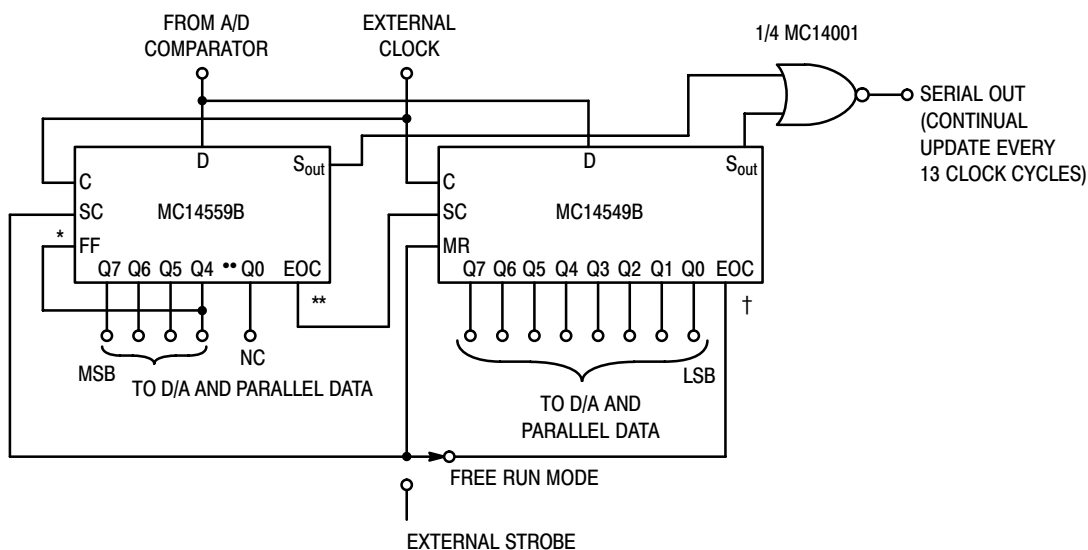 FROM A/D
COMPARATOR
EXTERNAL
CLOCK
1/4 MC14001
SERIAL OUT
(CONTINUAL
UPDATE EVERY
13 CLOCK CYCLES)
D
Sout
C
SC
* FF
MC14559B
Q7 Q6 Q5 Q4 •• Q0 EOC
**
D
Sout
C
SC
MR
MC14549B
Q7 Q6 Q5 Q4 Q3 Q2 Q1 Q0 EOC
†
MSB
NC
TO D/A AND PARALLEL DATA
LSB
TO D/A AND
PARALLEL DATA
FREE RUN MODE
EXTERNAL STROBE